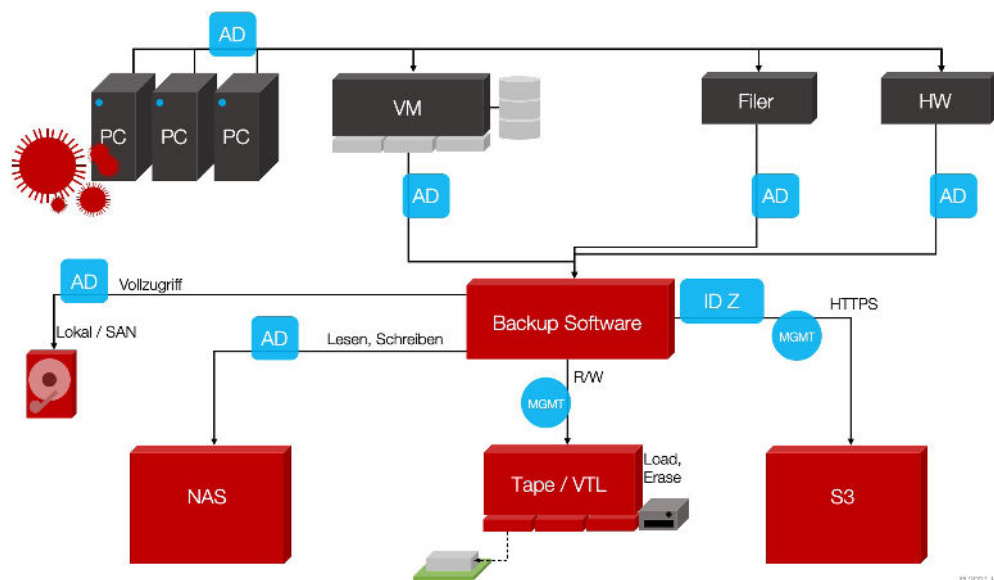 AD
PC
PC
PC
VM
Filer
HW
AD
AD
AD
AD
Vollzugriff
Backup Software
ID Z
HTTPS
MGMT
Lokal / SAN
AD
Lesen, Schreiben
R/W
MGMT
NAS
Tape / VTL
Load,
Erase
S3